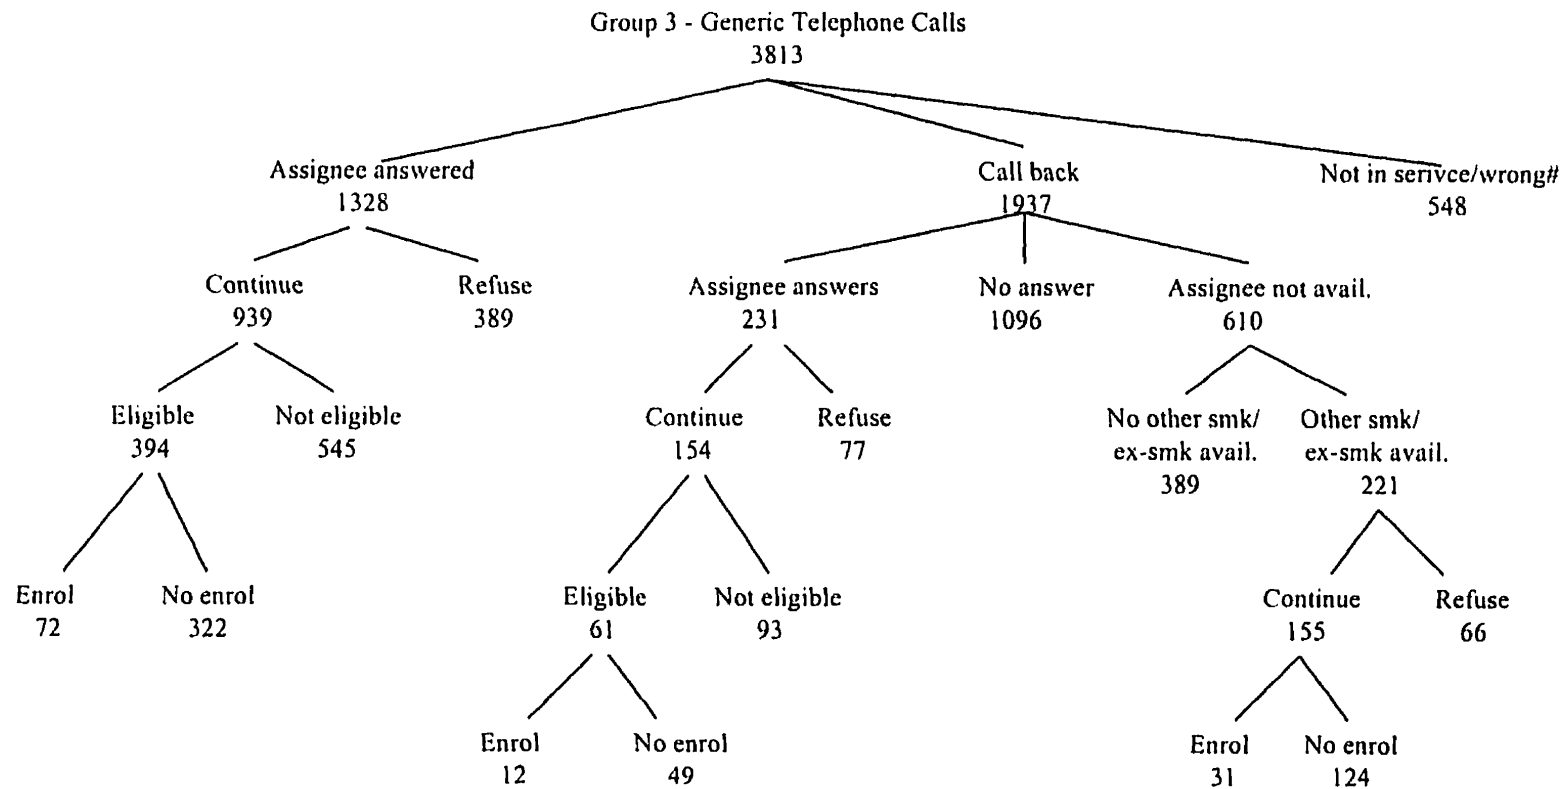 Group 3 - Generic Telephone Calls
3813
Assignee answered
1328
Call back
1937
Not in serivce/wrong#
548
Continue
939
Refuse
389
Assignee answers
231
No answer
1096
Assignee not avail.
610
Eligible
394
Not eligible
545
Continue
154
Refuse
77
No other smk/
ex-smk avail.
389
Other smk/
ex-smk avail.
221
Enrol
72
No enrol
322
Eligible
61
Not eligible
93
Continue
155
Refuse
66
Enrol
12
No enrol
49
Enrol
31
No enrol
124